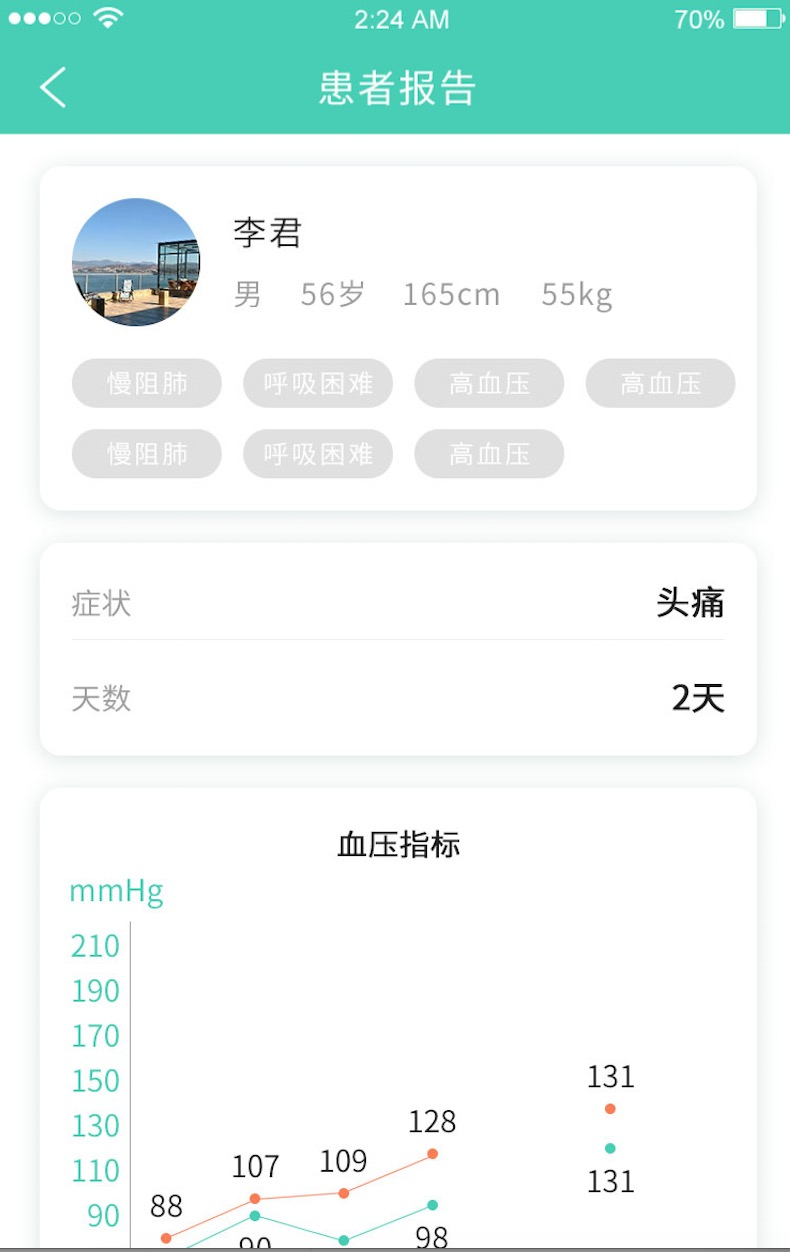 2:24 AM 70%
患者报告
李君
男 56岁 165cm 55kg
慢阻肺 呼吸困难 高血压 高血压
慢阻肺 呼吸困难 高血压
症状 头痛
天数 2天
血压指标
mmHg
210
190
170
150
131
130
128
110
107 109
131
90
88
98
90